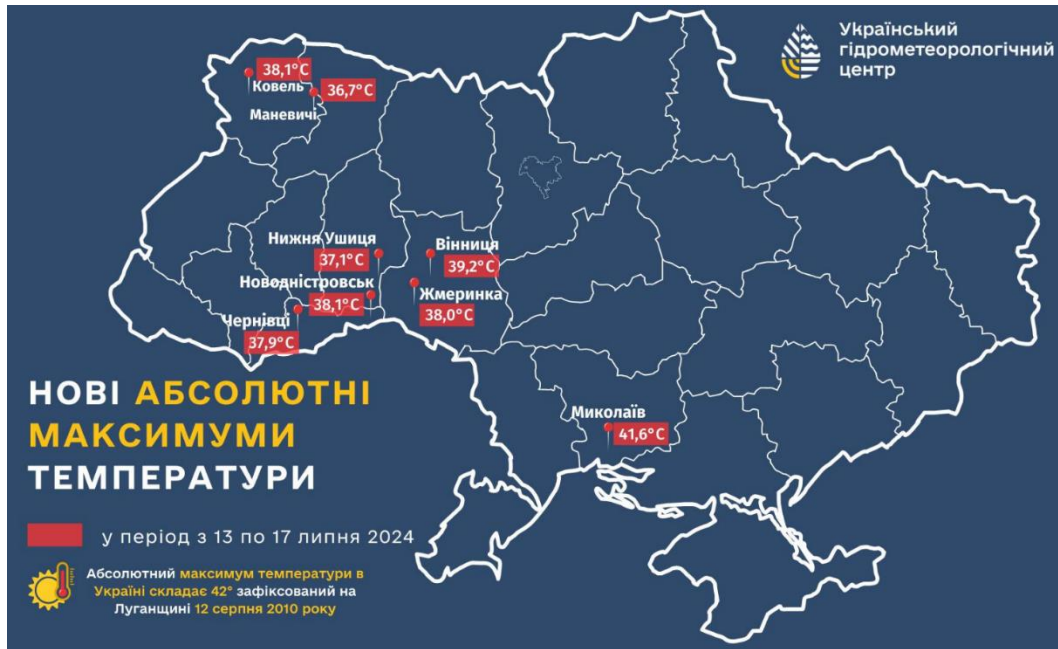 Український
гідрометеорологічний
центр
38,1°C
Ковель
36,7°C
Маневичі
Нижня Ушиця
37,1°C
Вінниця
39,2°C
Новодністровськ
38,1°C
Жмеринка
38,0°C
Чернівці
37,9°C
Миколаїв
41,6°C
НОВІ АБСОЛЮТНІ
МАКСИМУМИ
ТЕМПЕРАТУРИ
у період з 13 по 17 липня 2024
Абсолютний максимум температури в
Україні складає 42° зафіксований на
Луганщині 12 серпня 2010 року